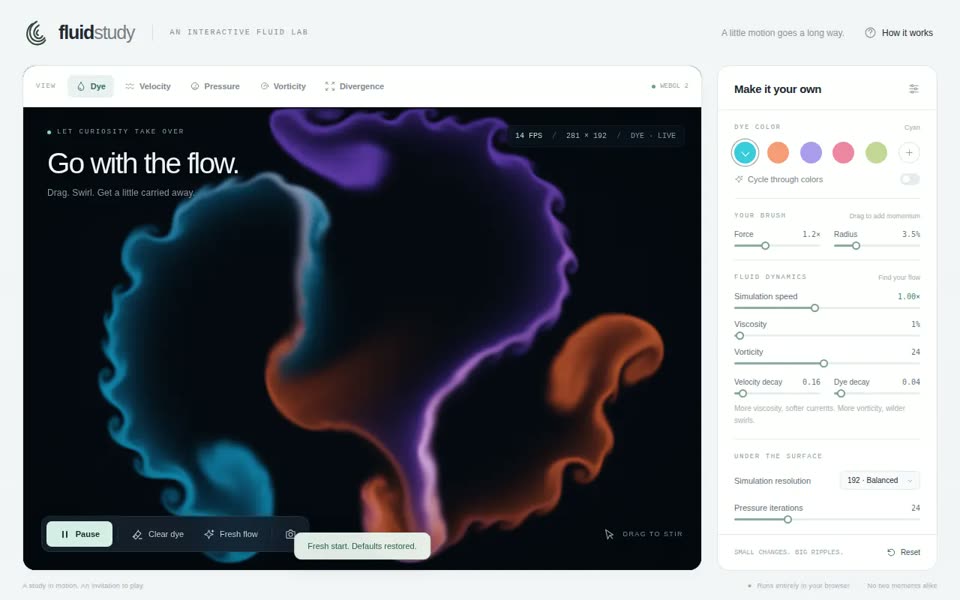 fluidstudy
AN INTERACTIVE FLUID LAB
A little motion goes a long way.
How it works
VIEW
Dye
Velocity
Pressure
Vorticity
Divergence
WEBGL 2
LET CURIOSITY TAKE OVER
14 FPS / 281 × 192 / DYE · LIVE
Go with the flow.
Drag. Swirl. Get a little carried away.
Pause
Clear dye
Fresh flow
Fresh start. Defaults restored.
DRAG TO STIR
Make it your own
DYE COLOR
Cyan
Cycle through colors
YOUR BRUSH
Drag to add momentum
Force 1.2×
Radius 3.5%
FLUID DYNAMICS
Find your flow
Simulation speed 1.00×
Viscosity 1%
Vorticity 24
Velocity decay 0.16
Dye decay 0.04
More viscosity, softer currents. More vorticity, wilder
swirls.
UNDER THE SURFACE
Simulation resolution
192 · Balanced
Pressure iterations 24
SMALL CHANGES. BIG RIPPLES.
Reset
A study in motion. An invitation to play.
Runs entirely in your browser
No two moments alike